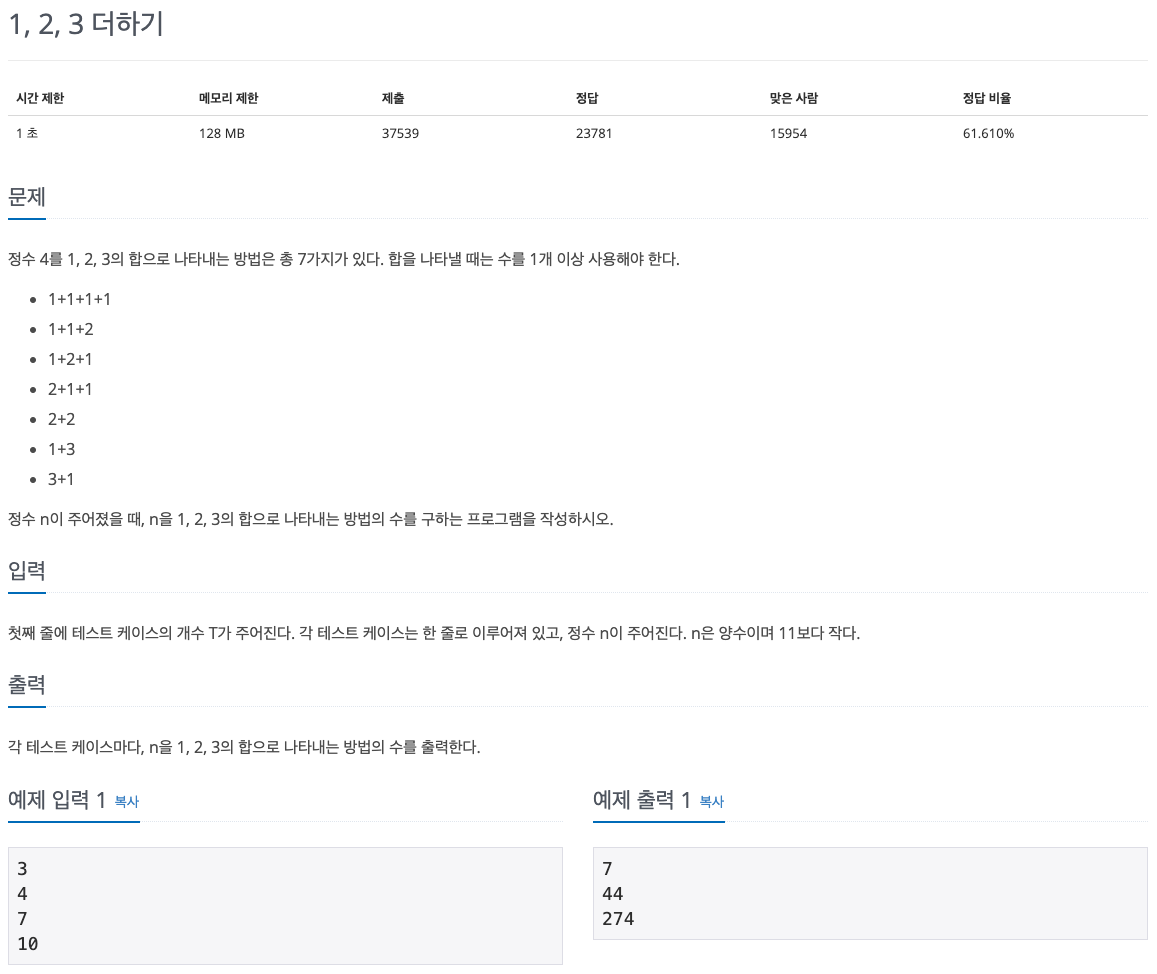 1, 2, 3 더하기
시간 제한 메모리 제한 제출 정답 맞은 사람 정답 비율
1 초 128 MB 37539 23781 15954 61.610%
문제
정수 4를 1, 2, 3의 합으로 나타내는 방법은 총 7가지가 있다. 합을 나타낼 때는 수를 1개 이상 사용해야 한다.
1+1+1+1
1+1+2
1+2+1
2+1+1
2+2
1+3
3+1
정수 n이 주어졌을 때, n을 1, 2, 3의 합으로 나타내는 방법의 수를 구하는 프로그램을 작성하시오.
입력
첫째 줄에 테스트 케이스의 개수 T가 주어진다. 각 테스트 케이스는 한 줄로 이루어져 있고, 정수 n이 주어진다. n은 양수이며 11보다 작다.
출력
각 테스트 케이스마다, n을 1, 2, 3의 합으로 나타내는 방법의 수를 출력한다.
예제 입력 1 복사
3
4
7
10
예제 출력 1 복사
7
44
274